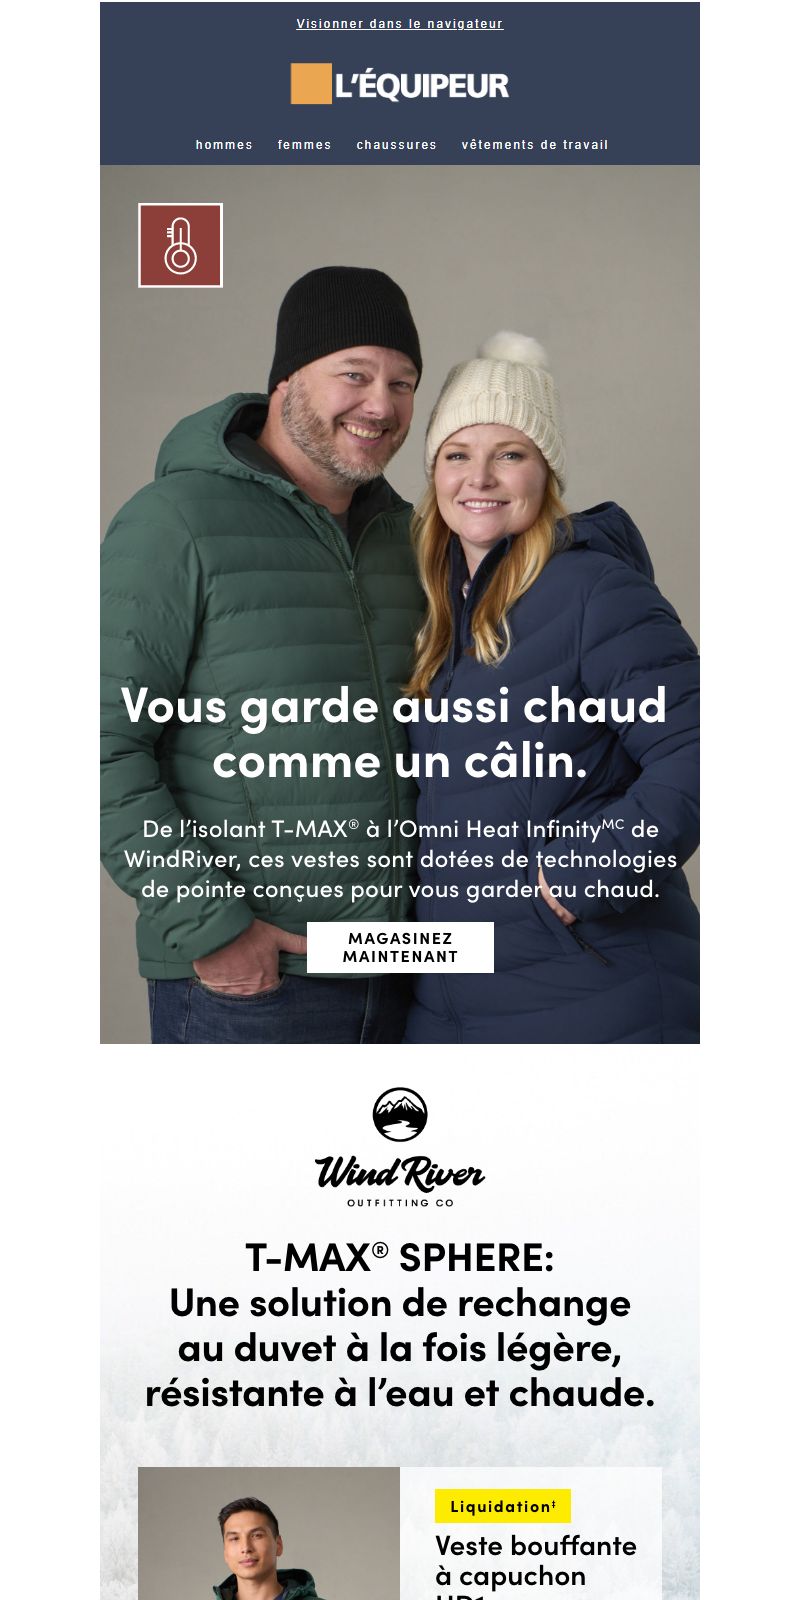 Visionner dans le navigateur
L'ÉQUIPEUR
hommes femmes chaussures vêtements de travail
Vous garde aussi chaud
comme un câlin.
De l'isolant T-MAX® à l'Omni Heat Infinityᴹᶜ de
WindRiver, ces vestes sont dotées de technologies
de pointe conçues pour vous garder au chaud.
MAGASINEZ
MAINTENANT
Wind River
OUTFITTING CO
T-MAX® SPHERE:
Une solution de rechange
au duvet à la fois légère,
résistante à l'eau et chaude.
Liquidation‡
Veste bouffante
à capuchon